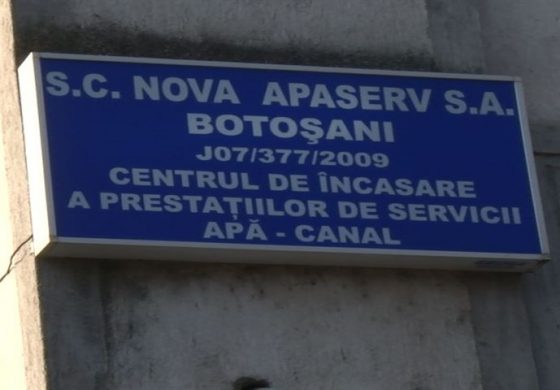 S.C. NOVA APASERV S.A.
BOTOŞANI
J07/377/2009
CENTRUL DE ÎNCASARE
A PRESTAŢIILOR DE SERVICII
APĂ - CANAL